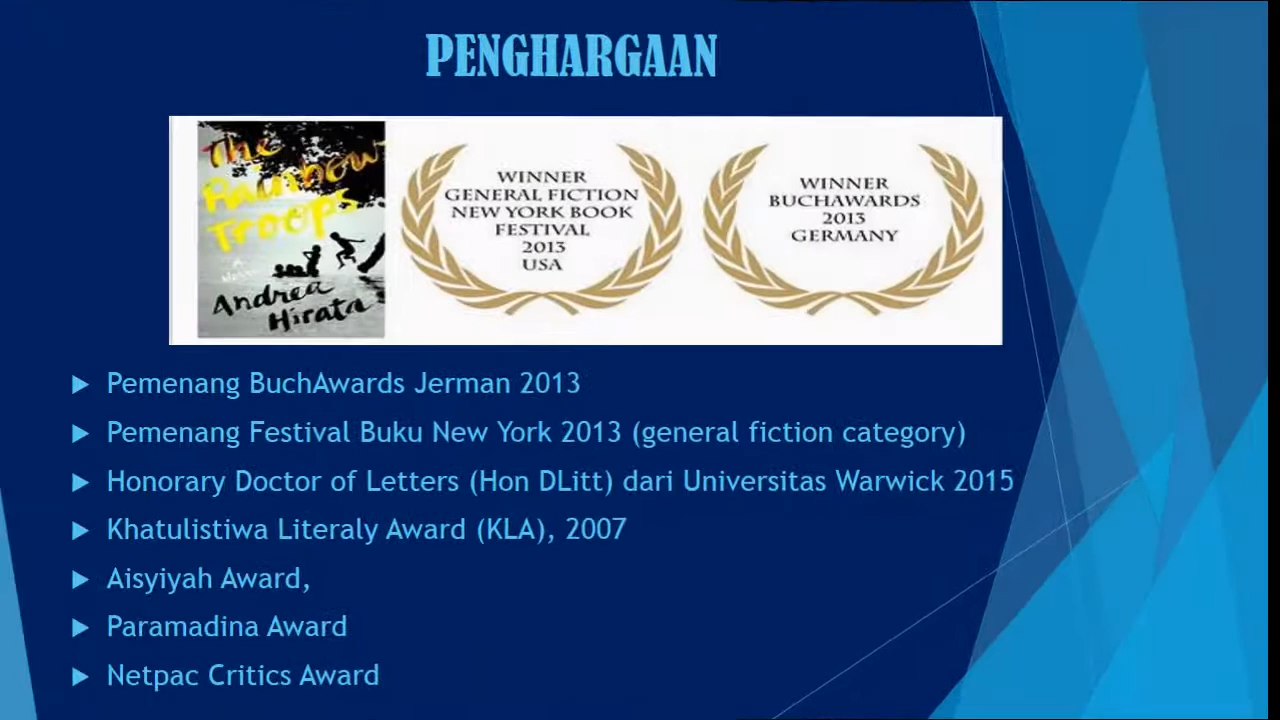 PENGHARGAAN
The
Rainbow
Troops
A
Novel
Andrea
Hirata
WINNER
GENERAL FICTION
NEW YORK BOOK
FESTIVAL
2013
USA
WINNER
BUCHAWARDS
2013
GERMANY
Pemenang BuchAwards Jerman 2013
Pemenang Festival Buku New York 2013 (general fiction category)
Honorary Doctor of Letters (Hon DLitt) dari Universitas Warwick 2015
Khatulistiwa Literaly Award (KLA), 2007
Aisyiyah Award,
Paramadina Award
Netpac Critics Award